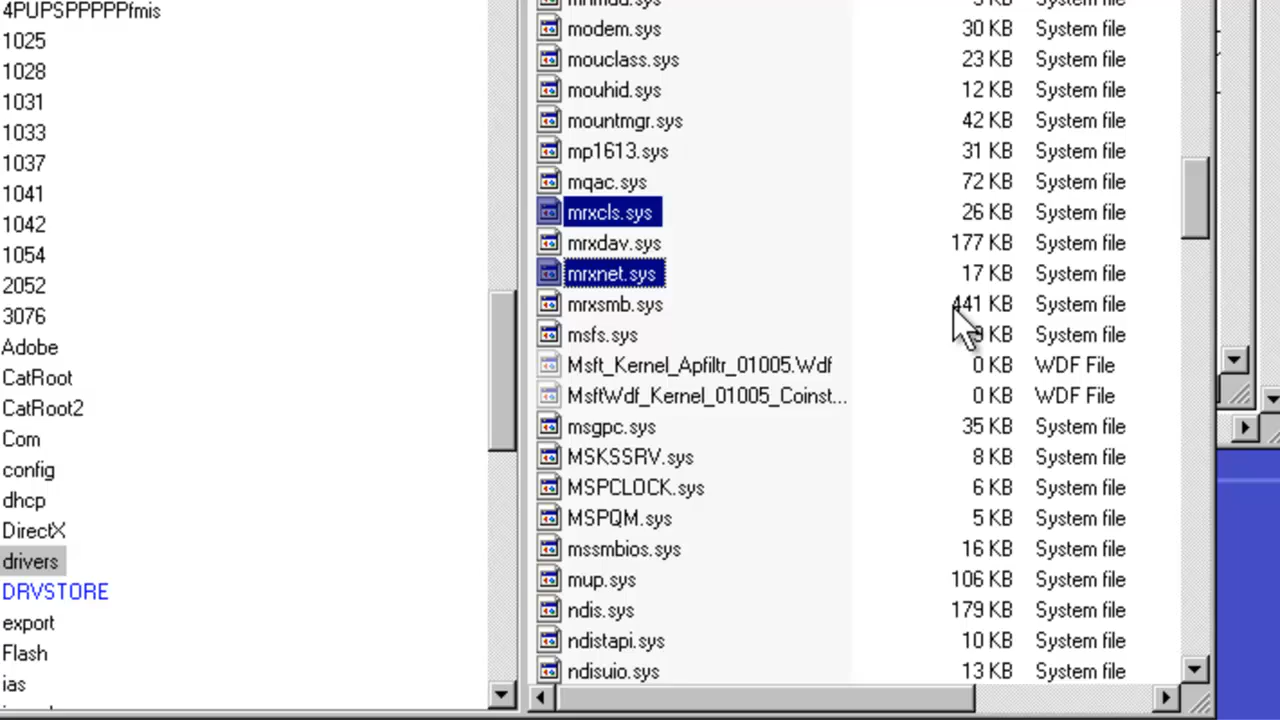 4PUPSPPPPPfmis
1025
1028
1031
1033
1037
1041
1042
1054
2052
3076
Adobe
CatRoot
CatRoot2
Com
config
dhcp
DirectX
drivers
DRVSTORE
export
Flash
ias
modem.sys 30 KB System file
mouclass.sys 23 KB System file
mouhid.sys 12 KB System file
mountmgr.sys 42 KB System file
mp1613.sys 31 KB System file
mqac.sys 72 KB System file
mrxcls.sys 26 KB System file
mrxdav.sys 177 KB System file
mrxnet.sys 17 KB System file
mrxsmb.sys 441 KB System file
msfs.sys KB System file
Msft_Kernel_Apfiltr_01005.Wdf 0 KB WDF File
MsftWdf_Kernel_01005_Coinst... 0 KB WDF File
msgpc.sys 35 KB System file
MSKSSRV.sys 8 KB System file
MSPCLOCK.sys 6 KB System file
MSPQM.sys 5 KB System file
mssmbios.sys 16 KB System file
mup.sys 106 KB System file
ndis.sys 179 KB System file
ndistapi.sys 10 KB System file
ndisuio.sys 13 KB System file